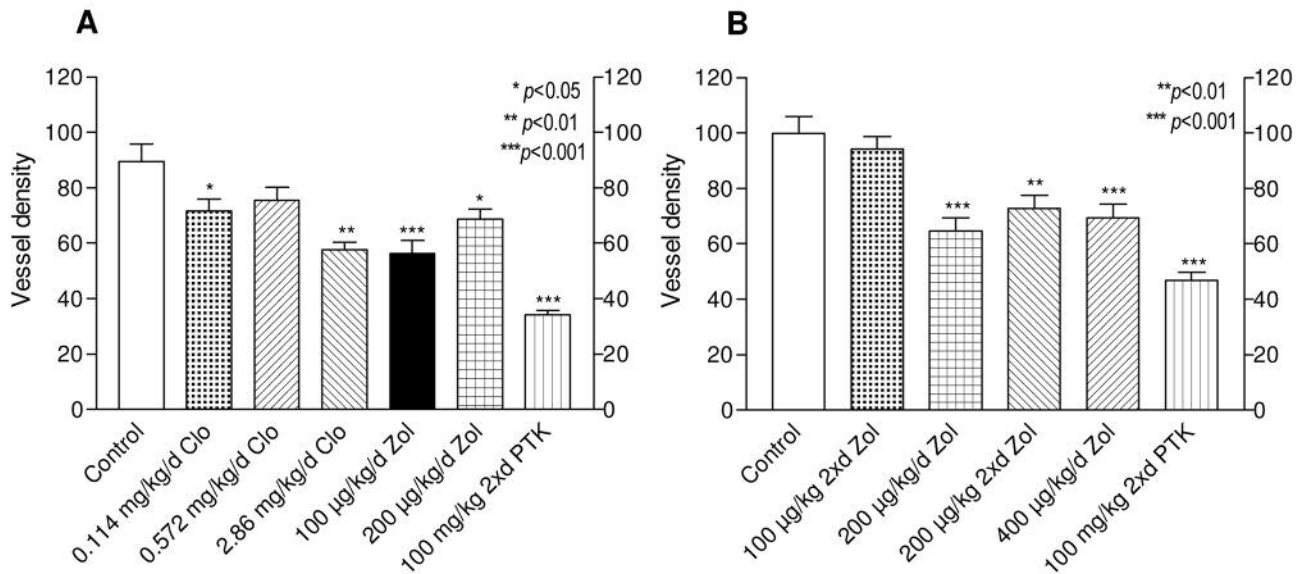 A
Vessel density
120
100
80
60
40
20
0
* p<0.05
** p<0.01
***p<0.001
*
**
***
*
***
120
100
80
60
40
20
0
Control
0.114 mg/kg/d Clo
0.572 mg/kg/d Clo
2.86 mg/kg/d Clo
100 µg/kg/d Zol
200 µg/kg/d Zol
100 mg/kg 2xd PTK
B
Vessel density
120
100
80
60
40
20
0
**p<0.01
*** p<0.001
***
**
***
***
120
100
80
60
40
20
0
Control
100 µg/kg 2xd Zol
200 µg/kg/d Zol
200 µg/kg 2xd Zol
400 µg/kg/d Zol
100 mg/kg 2xd PTK